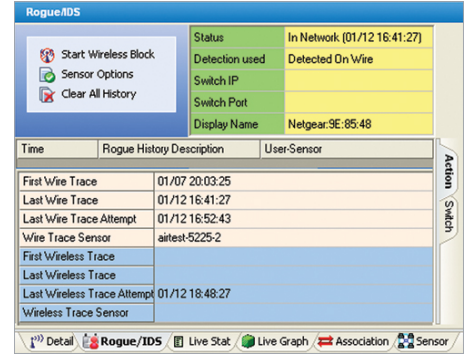 Rogue/IDS
Start Wireless Block
Sensor Options
Clear All History
Status In Network (01/12 16:41:27)
Detection used Detected On Wire
Switch IP
Switch Port
Display Name Netgear:9E:85:48
Time Rogue History Description User-Sensor
First Wire Trace 01/07 20:03:25
Last Wire Trace 01/12 16:41:27
Last Wire Trace Attempt 01/12 16:52:43
Wire Trace Sensor airtest-5225-2
First Wireless Trace
Last Wireless Trace
Last Wireless Trace Attempt 01/12 18:48:27
Wireless Trace Sensor
Action
Switch
Detail Rogue/IDS Live Stat Live Graph Association Sensor